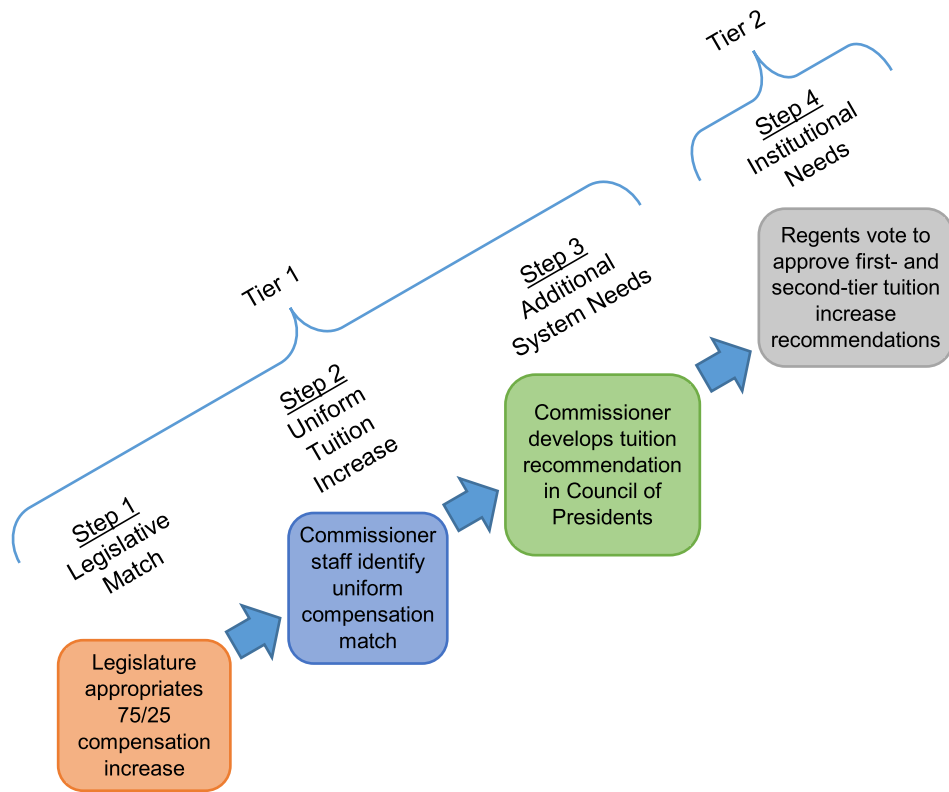 Tier 1
Step 1
Legislative
Match
Legislature
appropriates
75/25
compensation
increase
Step 2
Uniform
Tuition
Increase
Commissioner
staff identify
uniform
compensation
match
Step 3
Additional
System Needs
Commissioner
develops tuition
recommendation
in Council of
Presidents
Tier 2
Step 4
Institutional
Needs
Regents vote to
approve first- and
second-tier tuition
increase
recommendations